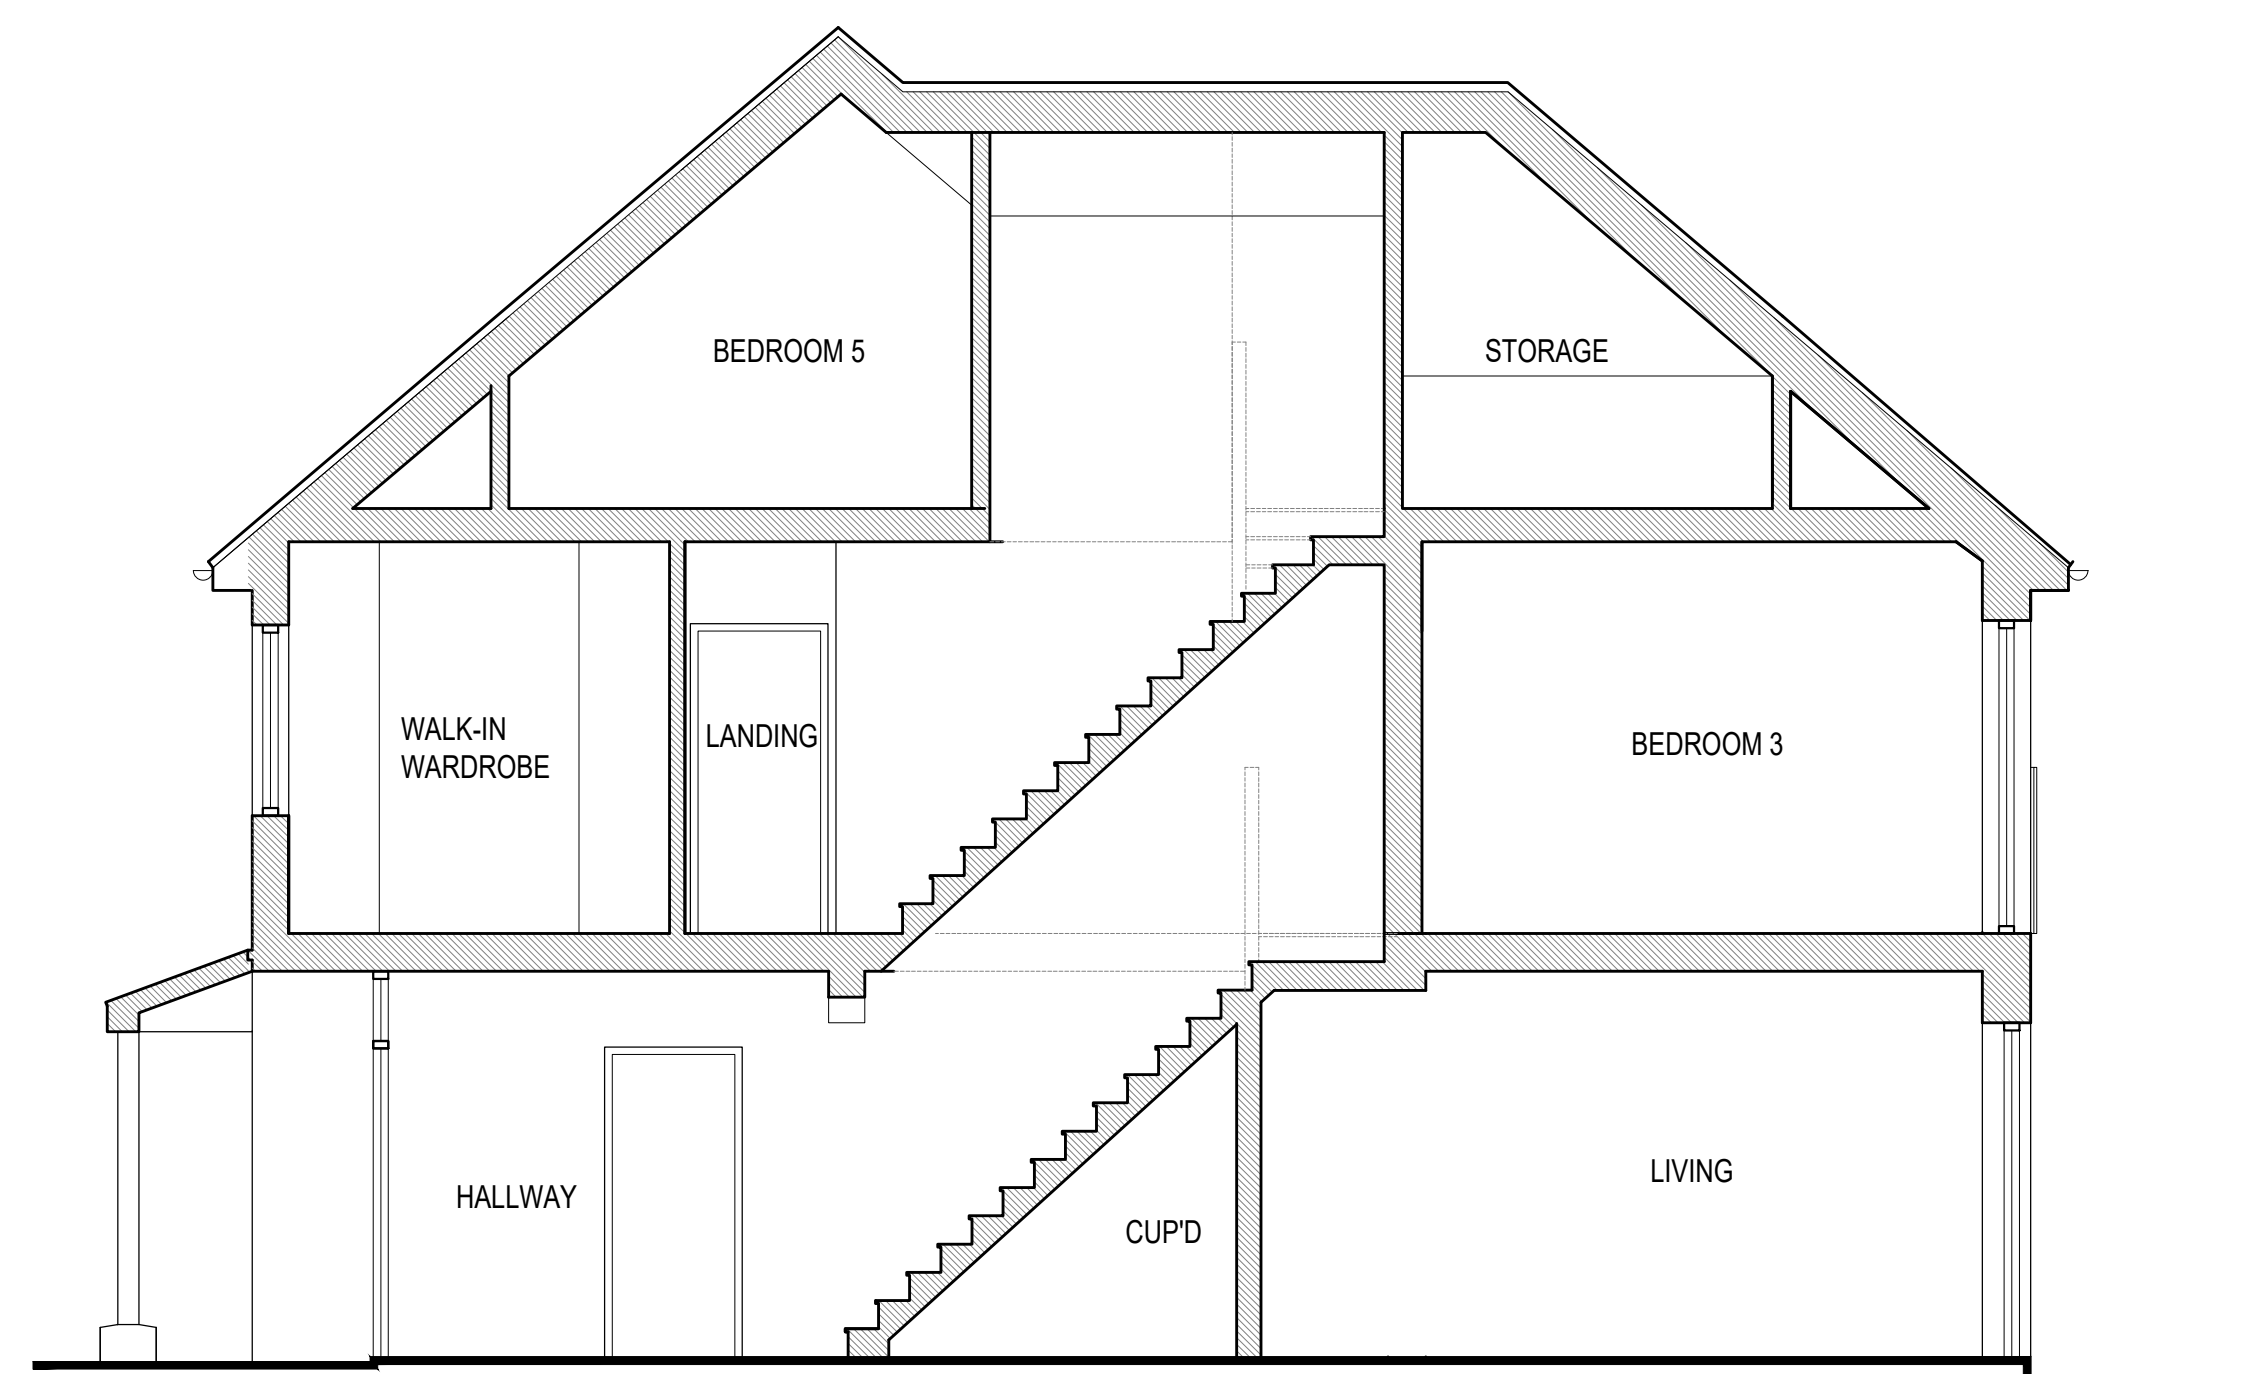 BEDROOM 5
STORAGE
WALK-IN
WARDROBE
LANDING
BEDROOM 3
HALLWAY
CUP'D
LIVING